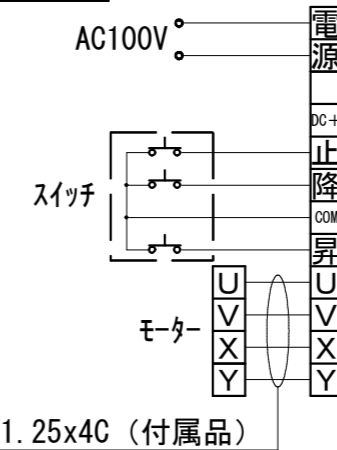 AC100V
電
源
DC+
止
降
COM
昇
スイッチ
モーター
U
V
X
Y
U
V
X
Y
1.25x4C (付属品)